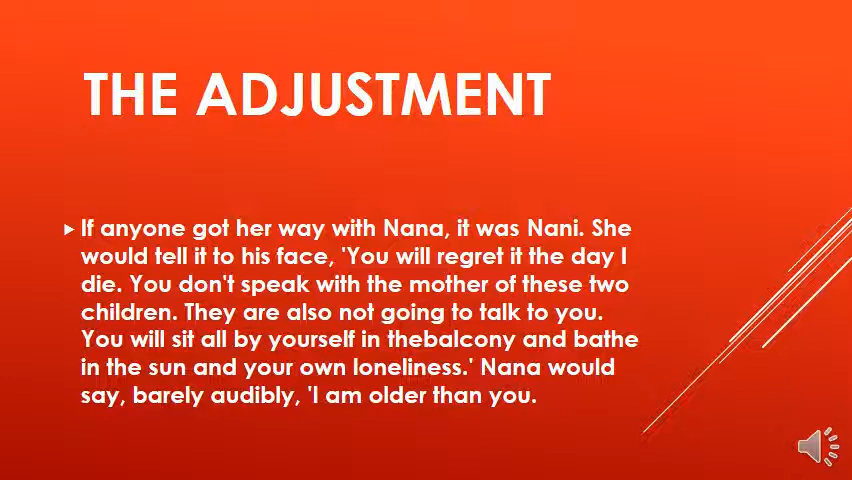 THE ADJUSTMENT
If anyone got her way with Nana, it was Nani. She
would tell it to his face, 'You will regret it the day I
die. You don't speak with the mother of these two
children. They are also not going to talk to you.
You will sit all by yourself in thebalcony and bathe
in the sun and your own loneliness.' Nana would
say, barely audibly, 'I am older than you.